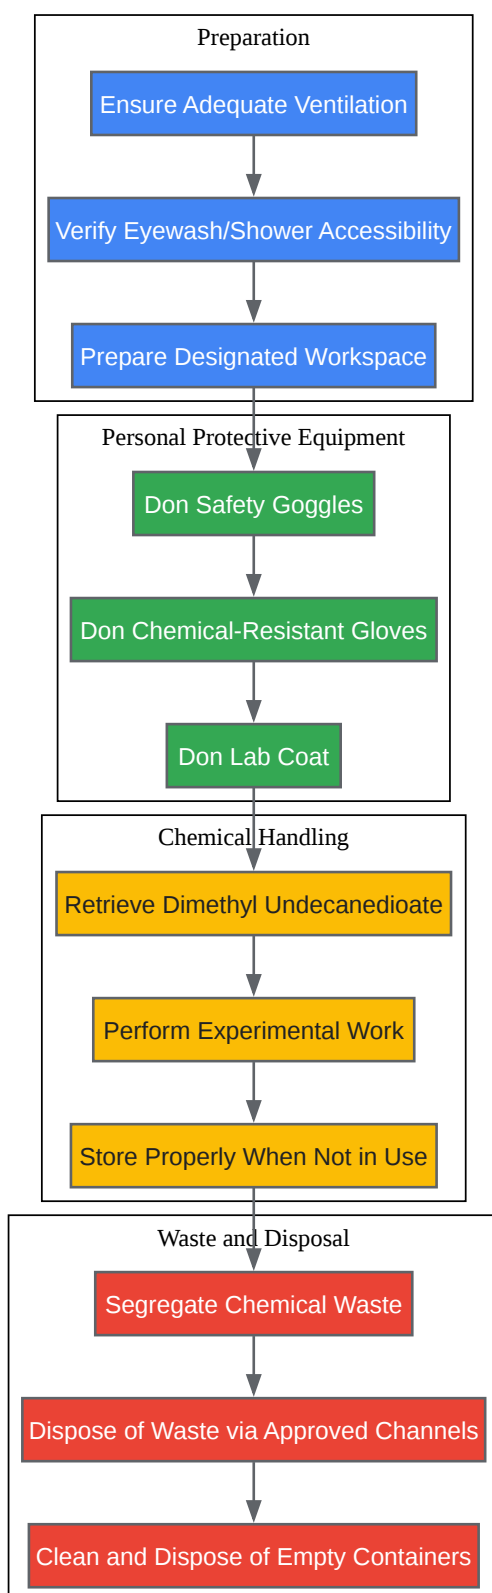 Preparation
Ensure Adequate Ventilation
Verify Eyewash/Shower Accessibility
Prepare Designated Workspace
Personal Protective Equipment
Don Safety Goggles
Don Chemical-Resistant Gloves
Don Lab Coat
Chemical Handling
Retrieve Dimethyl Undecanedioate
Perform Experimental Work
Store Properly When Not in Use
Waste and Disposal
Segregate Chemical Waste
Dispose of Waste via Approved Channels
Clean and Dispose of Empty Containers